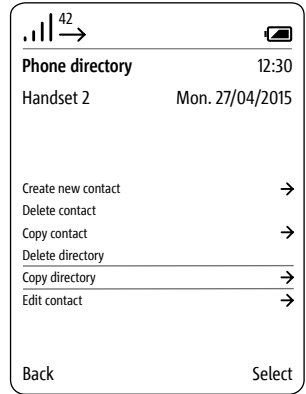 42
Phone directory 12:30
Handset 2 Mon. 27/04/2015
Create new contact
Delete contact
Copy contact
Delete directory
Copy directory
Edit contact
Back Select